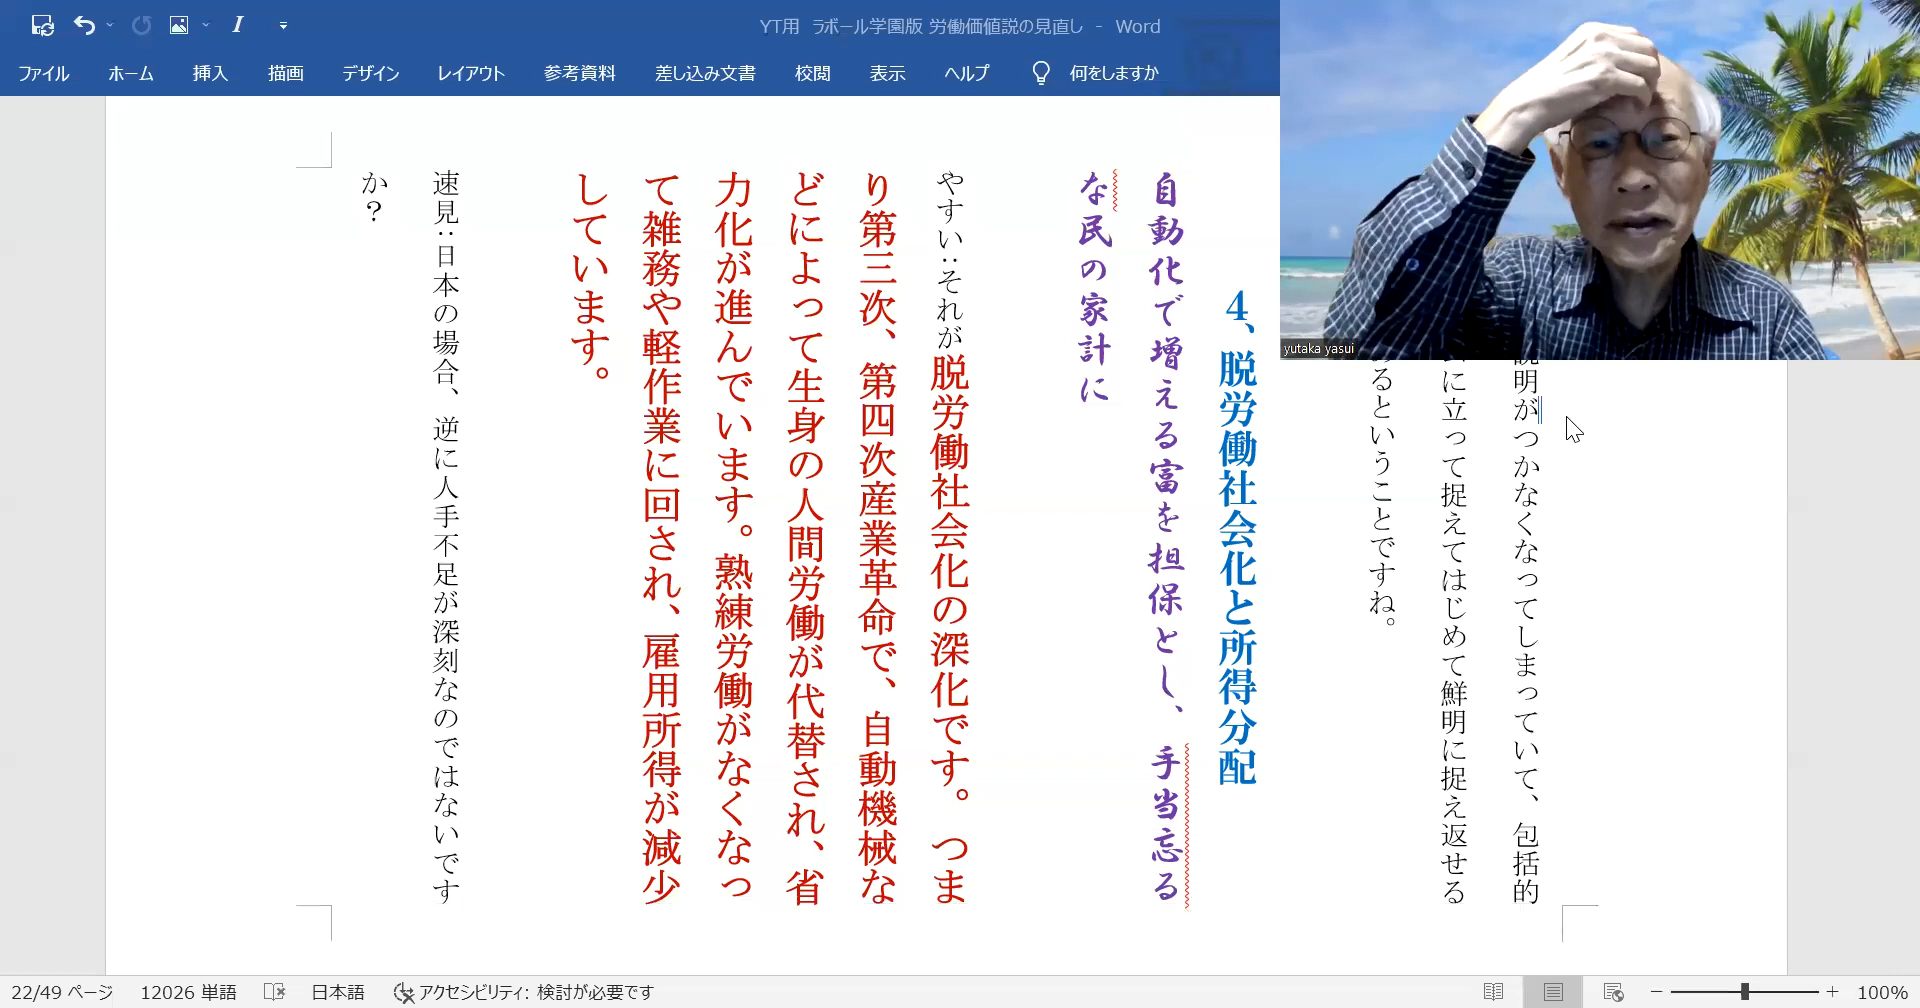 YT用 ラボール学園版 労働価値説の見直し - Word
ファイル ホーム 挿入 描画 デザイン レイアウト 参考資料 差し込み文書 校閲 表示 ヘルプ 何をしますか
yutaka yasui
明がつかなくなってしまっていて、包括的
に立って捉えてはじめて鮮明に捉え返せる
るということですね。
4、脱労働社会化と所得分配
自動化で増える富を担保とし、手当忘る
な民の家計に
やすい:それが脱労働社会化の深化です。つま
り第三次、第四次産業革命で、自動機械な
どによって生身の人間労働が代替され、省
力化が進んでいます。熟練労働がなくなっ
て雑務や軽作業に回され、雇用所得が減少
しています。
速見:日本の場合、逆に人手不足が深刻なのではないです
か?
22/49 ページ 12026 単語 日本語 アクセシビリティ: 検討が必要です 100%